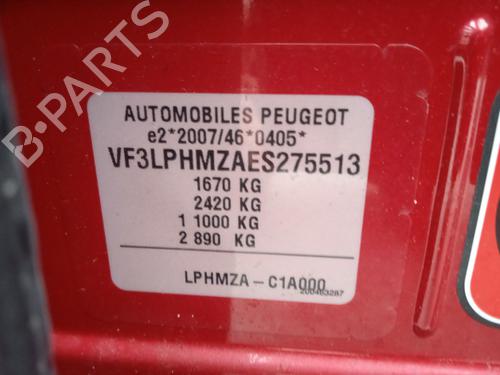 AUTOMOBILES PEUGEOT
e2*2007/46*0405*
VF3LPHMZAES275513
1670 KG
2420 KG
1 1000 KG
2 890 KG
LPHMZA - C1A000
200463287